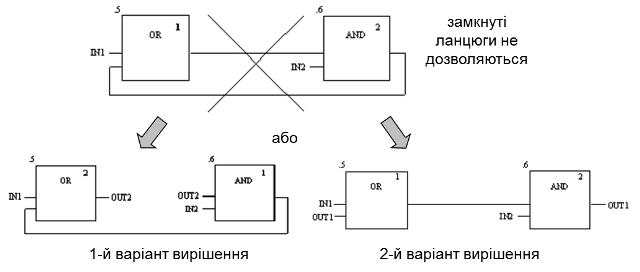 .5
OR
1
IN1
.6
AND
2
IN2
замкнуті
ланцюги не
дозволяються
або
.5
OR
2
IN1
OUT2
.6
AND
1
OUT2
IN2
.5
OR
1
IN1
OUT1
.6
AND
2
IN2
OUT1
1-й варіант вирішення
2-й варіант вирішення